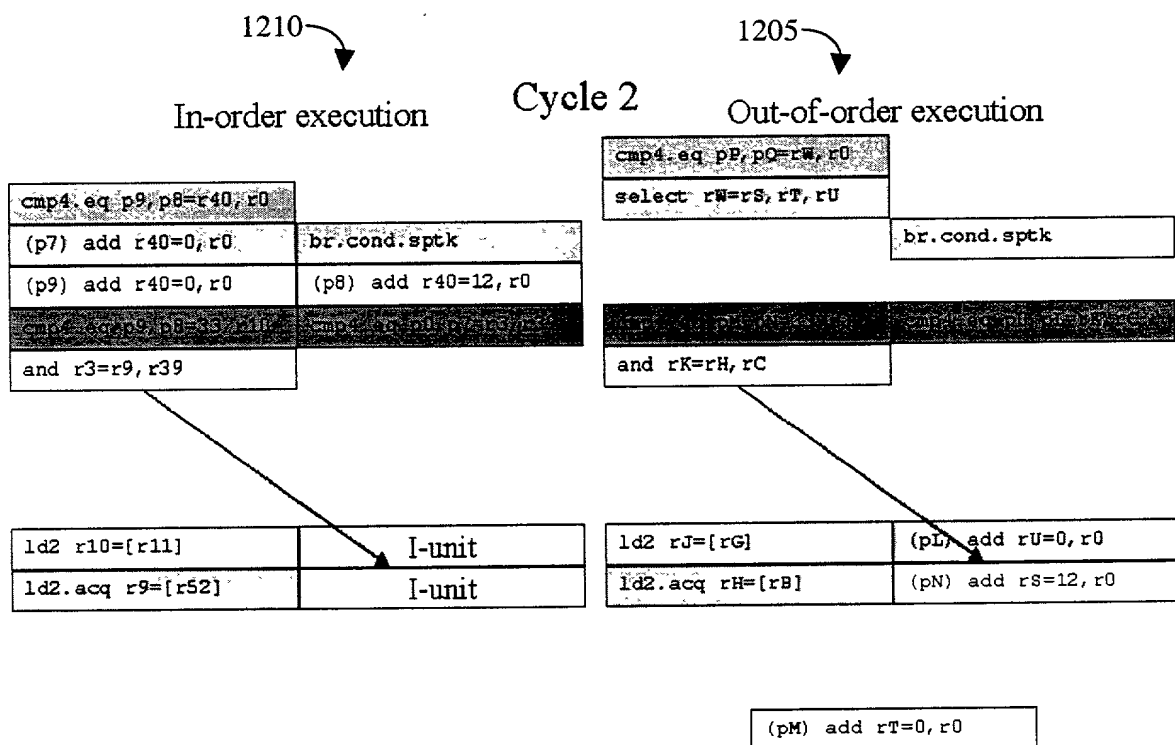 1210
1205
Cycle 2
In-order execution
Out-of-order execution
cmp4.eq p9,p8=r40,r0
(p7) add r40=0,r0
br.cond.sptk
(p9) add r40=0,r0
(p8) add r40=12,r0
and r3=r9,r39
ld2 r10=[r11]
I-unit
ld2.acq r9=[r52]
I-unit
cmp4.eq pP,pQ=rW,r0
select rW=rS,rT,rU
br.cond.sptk
and rK=rH,rC
ld2 rJ=[rG]
(pL) add rU=0,r0
ld2.acq rH=[rB]
(pN) add rS=12,r0
(pM) add rT=0,r0